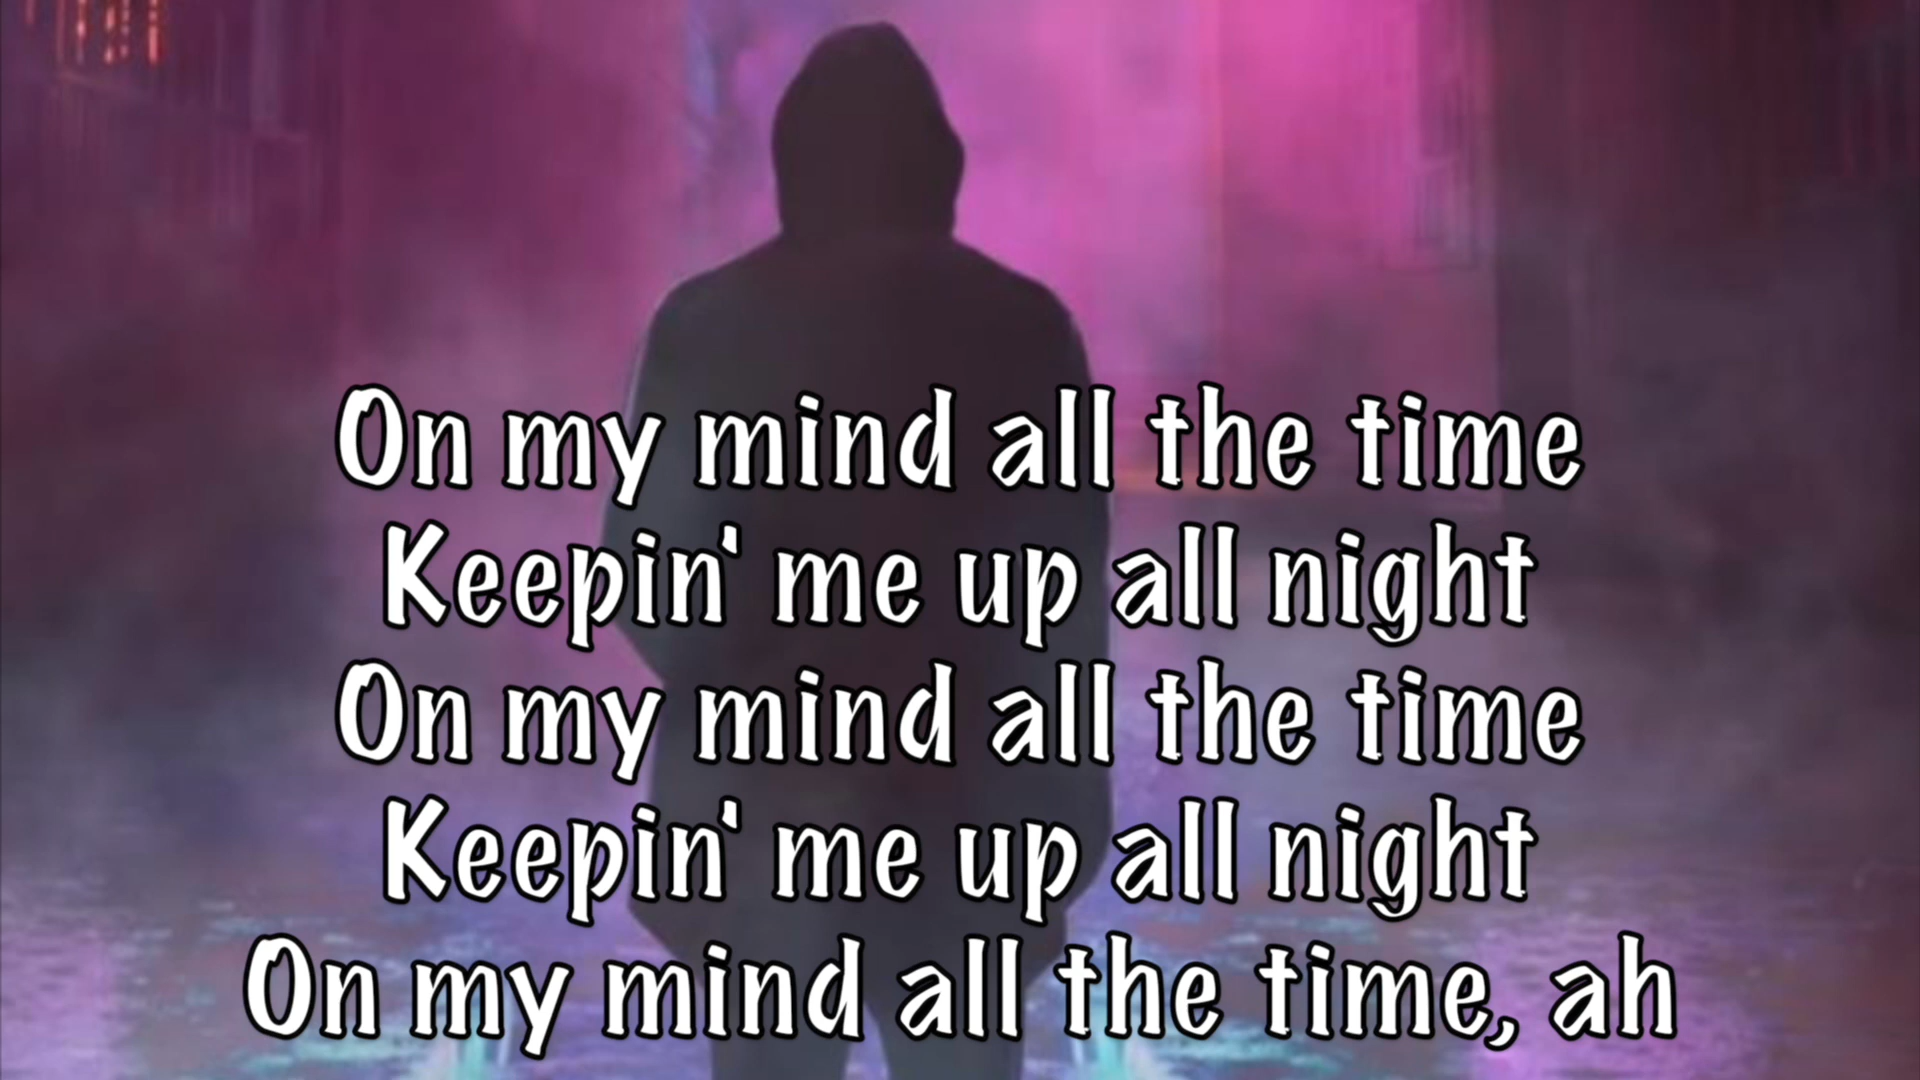 On my mind all the time
Keepin' me up all night
On my mind all the time
Keepin' me up all night
On my mind all the time, ah